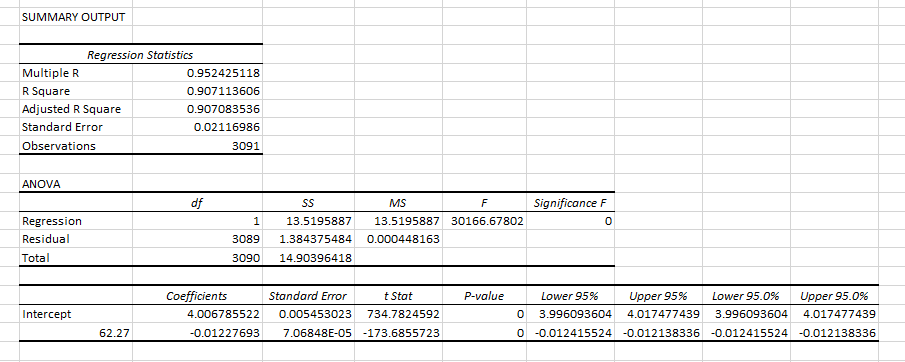 SUMMARY OUTPUT
Regression Statistics
Multiple R 0.952425118
R Square 0.907113606
Adjusted R Square 0.907083536
Standard Error 0.02116986
Observations 3091
ANOVA
df SS MS F Significance F
Regression 1 13.5195887 13.5195887 30166.67802 0
Residual 3089 1.384375484 0.000448163
Total 3090 14.90396418
Coefficients Standard Error t Stat P-value Lower 95% Upper 95% Lower 95.0% Upper 95.0%
Intercept 4.006785522 0.005453023 734.7824592 0 3.996093604 4.017477439 3.996093604 4.017477439
62.27 -0.01227693 7.06848E-05 -173.6855723 0 -0.012415524 -0.012138336 -0.012415524 -0.012138336